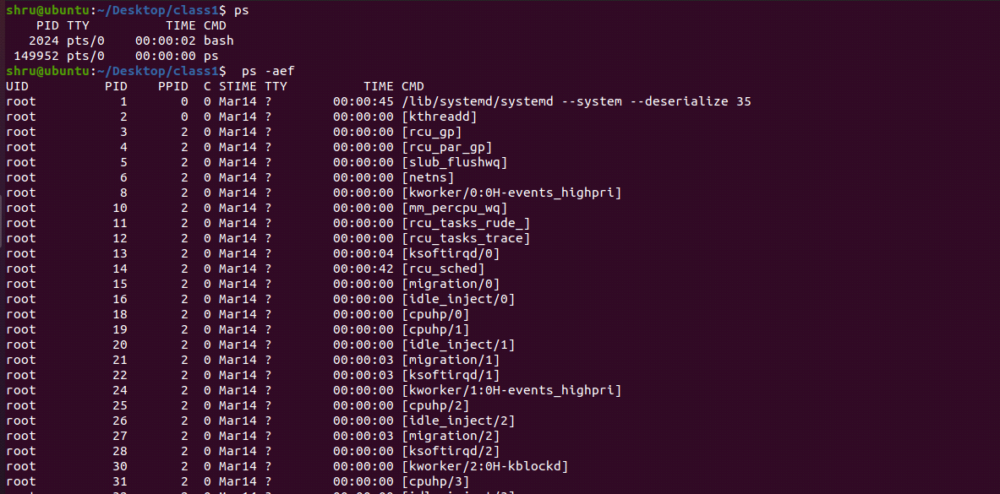 shru@ubuntu:~/Desktop/class1$ ps
    PID TTY          TIME CMD
   2024 pts/0    00:00:02 bash
 149952 pts/0    00:00:00 ps
shru@ubuntu:~/Desktop/class1$  ps -aef
UID          PID    PPID  C STIME TTY          TIME CMD
root           1       0  0 Mar14 ?        00:00:45 /lib/systemd/systemd --system --deserialize 35
root           2       0  0 Mar14 ?        00:00:00 [kthreadd]
root           3       2  0 Mar14 ?        00:00:00 [rcu_gp]
root           4       2  0 Mar14 ?        00:00:00 [rcu_par_gp]
root           5       2  0 Mar14 ?        00:00:00 [slub_flushwq]
root           6       2  0 Mar14 ?        00:00:00 [netns]
root           8       2  0 Mar14 ?        00:00:00 [kworker/0:0H-events_highpri]
root          10       2  0 Mar14 ?        00:00:00 [mm_percpu_wq]
root          11       2  0 Mar14 ?        00:00:00 [rcu_tasks_rude_]
root          12       2  0 Mar14 ?        00:00:00 [rcu_tasks_trace]
root          13       2  0 Mar14 ?        00:00:04 [ksoftirqd/0]
root          14       2  0 Mar14 ?        00:00:42 [rcu_sched]
root          15       2  0 Mar14 ?        00:00:00 [migration/0]
root          16       2  0 Mar14 ?        00:00:00 [idle_inject/0]
root          18       2  0 Mar14 ?        00:00:00 [cpuhp/0]
root          19       2  0 Mar14 ?        00:00:00 [cpuhp/1]
root          20       2  0 Mar14 ?        00:00:00 [idle_inject/1]
root          21       2  0 Mar14 ?        00:00:03 [migration/1]
root          22       2  0 Mar14 ?        00:00:03 [ksoftirqd/1]
root          24       2  0 Mar14 ?        00:00:00 [kworker/1:0H-events_highpri]
root          25       2  0 Mar14 ?        00:00:00 [cpuhp/2]
root          26       2  0 Mar14 ?        00:00:00 [idle_inject/2]
root          27       2  0 Mar14 ?        00:00:03 [migration/2]
root          28       2  0 Mar14 ?        00:00:00 [ksoftirqd/2]
root          30       2  0 Mar14 ?        00:00:00 [kworker/2:0H-kblockd]
root          31       2  0 Mar14 ?        00:00:00 [cpuhp/3]